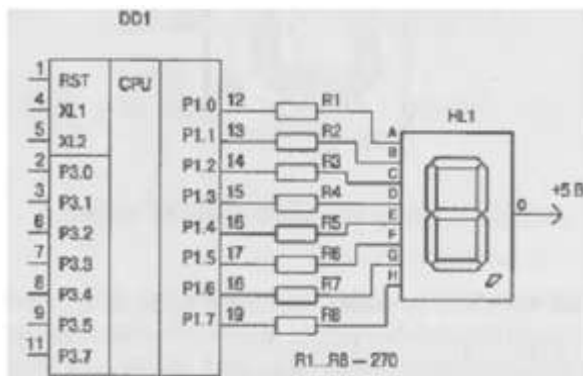 DD1
1 RST
4 XL1
5 XL2
2 P3.0
3 P3.1
6 P3.2
7 P3.3
8 P3.4
9 P3.5
11 P3.7
CPU
P1.0 12 R1
P1.1 13 R2
P1.2 14 R3
P1.3 15 R4
P1.4 16 R5
P1.5 17 R6
P1.6 18 R7
P1.7 19 R8
HL1
A
B
C
D
E
F
G
H
0 +5 В
R1...R8 – 270